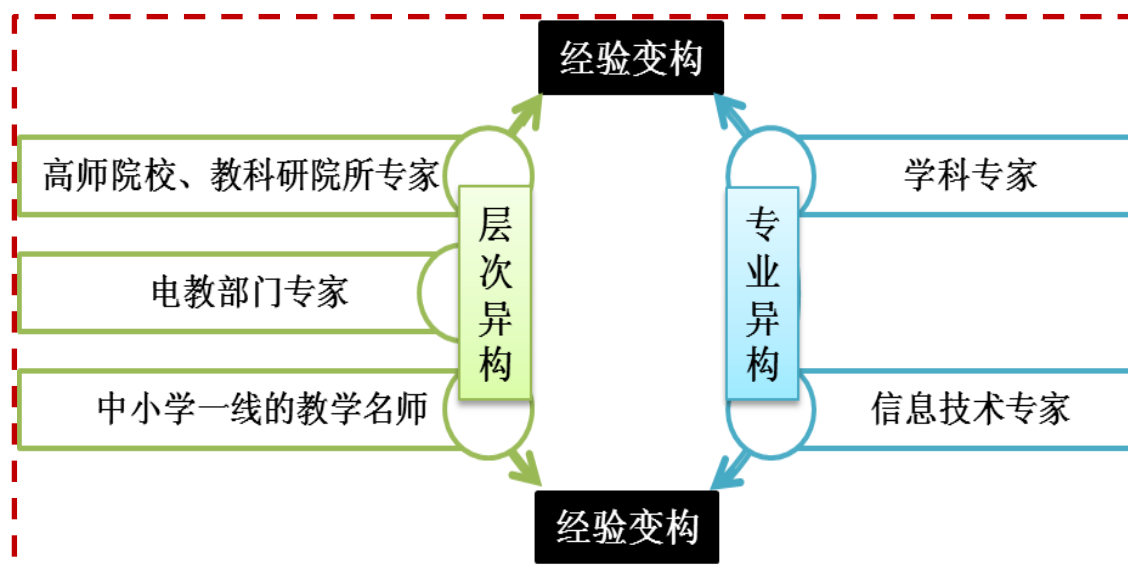 经验变构
高师院校、教科研院所专家
电教部门专家
中小学一线的教学名师
层次异构
专业异构
学科专家
信息技术专家
经验变构